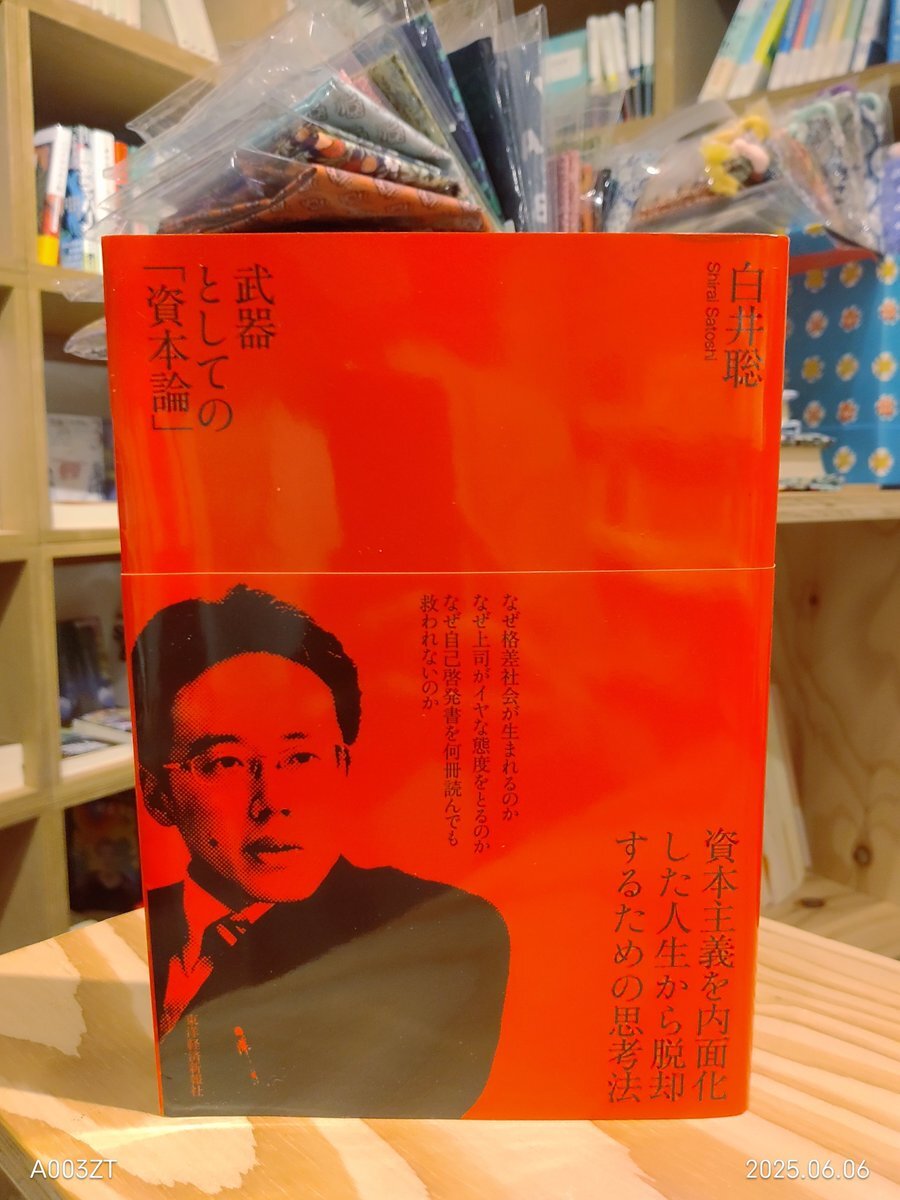 白井聡
Shirai Satoshi
武器
としての
「資本論」
なぜ格差社会が生まれるのか
なぜ上司がイヤな態度をとるのか
なぜ自己啓発書を何冊読んでも
救われないのか
資本主義を内面化
した人生から脱却
するための思考法
東洋経済新報社
A003ZT
2025.06.06